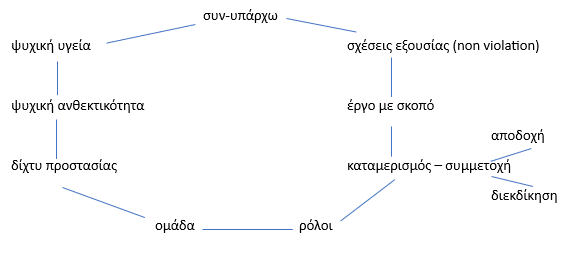 συν-υπάρχω
ψυχική υγεία
σχέσεις εξουσίας (non violation)
ψυχική ανθεκτικότητα
έργο με σκοπό
αποδοχή
δίχτυ προστασίας
καταμερισμός – συμμετοχή
διεκδίκηση
ομάδα
ρόλοι